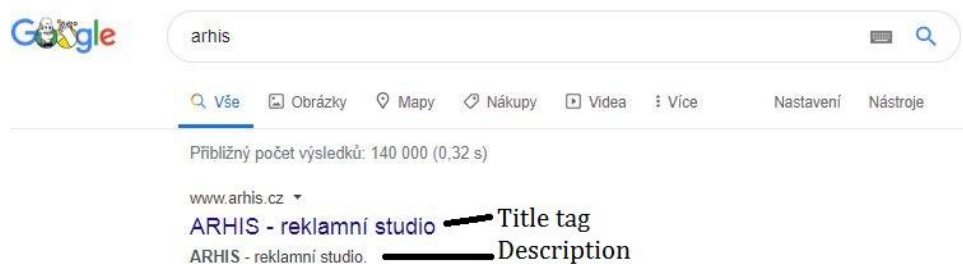 Google
arhis
Vše Obrázky Mapy Nákupy Videa Více Nastavení Nástroje
Přibližný počet výsledků: 140 000 (0,32 s)
www.arhis.cz
ARHIS - reklamní studio Title tag
ARHIS - reklamní studio. Description